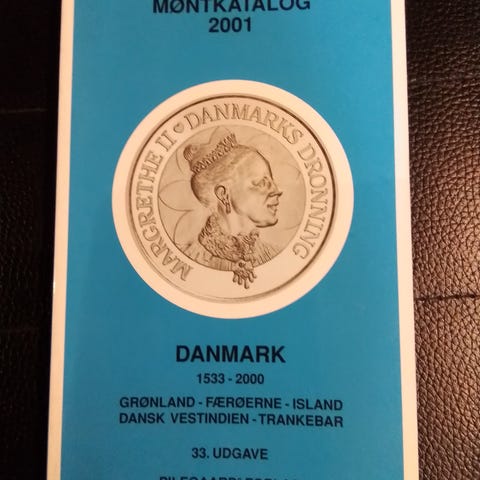 MØNTKATALOG
2001
MARGRETHE II DANMARKS DRONNING
DANMARK
1533 - 2000
GRØNLAND - FÆRØERNE - ISLAND
DANSK VESTINDIEN - TRANKEBAR
33. UDGAVE